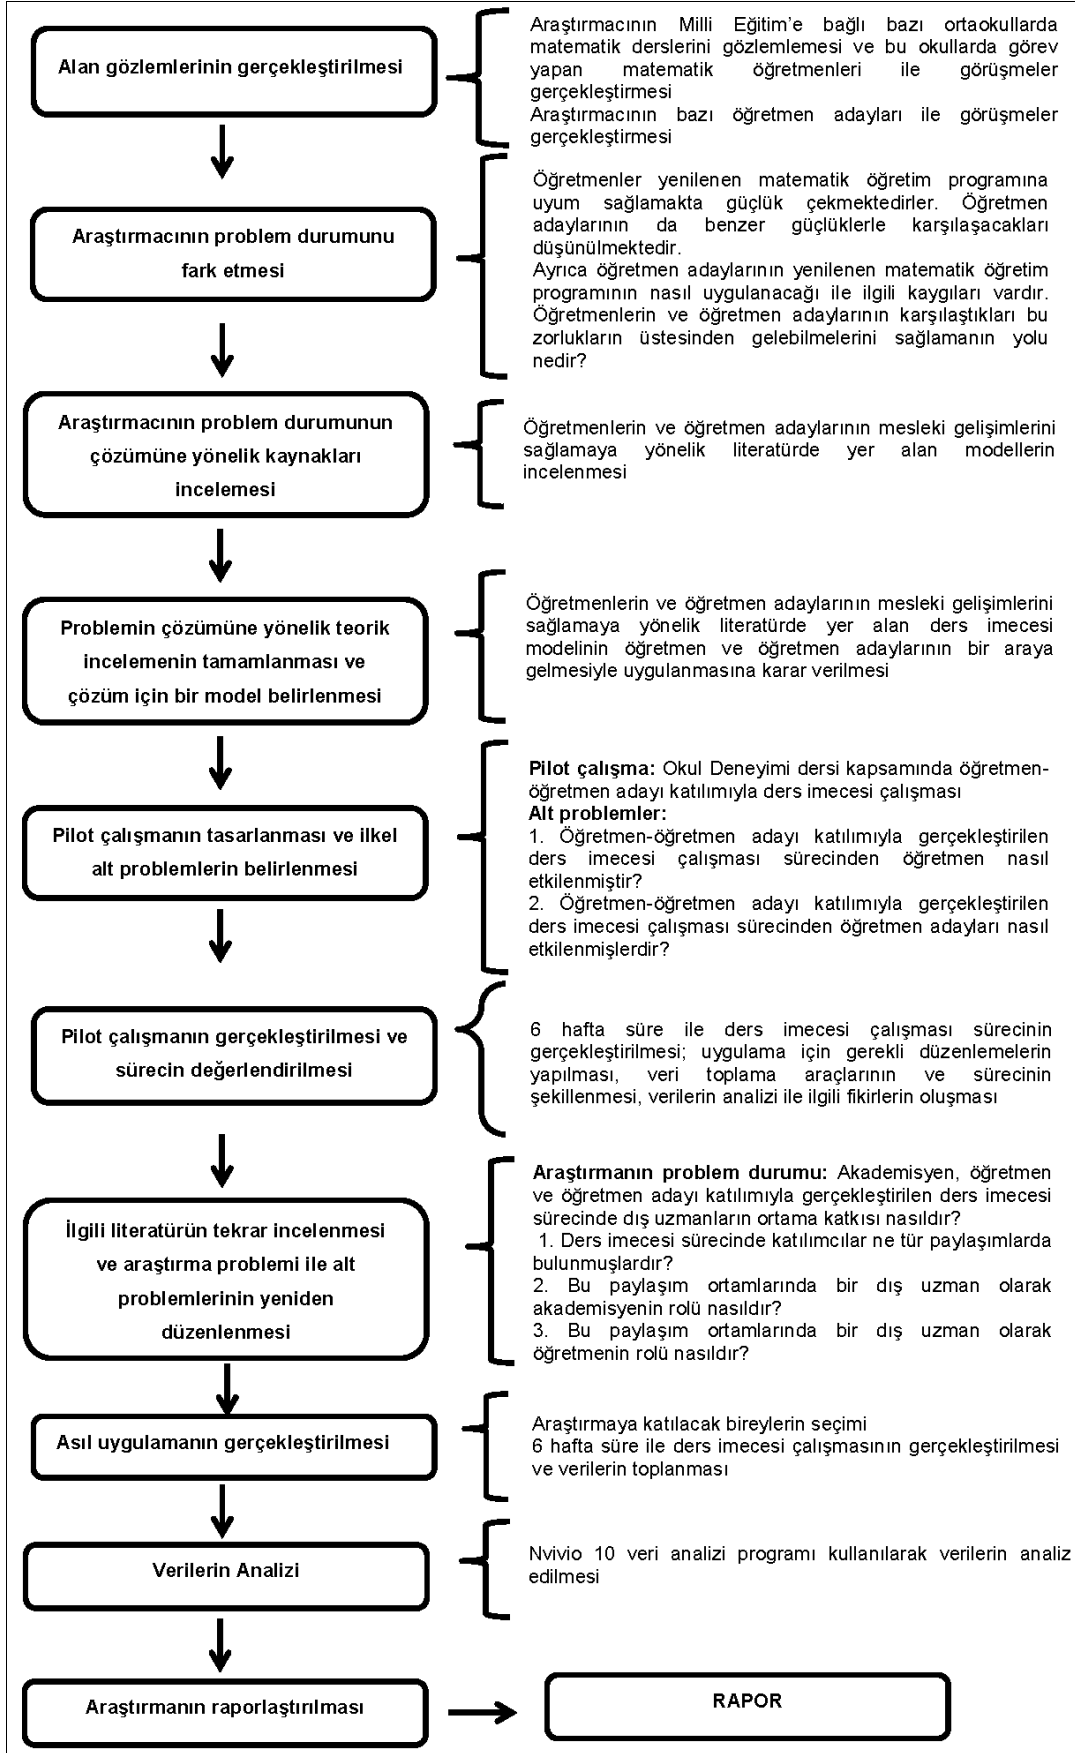 Alan gözlemlerinin gerçekleştirilmesi
Araştırmacının Milli Eğitim'e bağlı bazı ortaokullarda
matematik derslerini gözlemlemesi ve bu okullarda görev
yapan matematik öğretmenleri ile görüşmeler
gerçekleştirmesi
Araştırmacının bazı öğretmen adayları ile görüşmeler
gerçekleştirmesi
Araştırmacının problem durumunu
fark etmesi
Öğretmenler yenilenen matematik öğretim programına
uyum sağlamakta güçlük çekmektedirler. Öğretmen
adaylarının da benzer güçlüklerle karşılaşacakları
düşünülmektedir.
Ayrıca öğretmen adaylarının yenilenen matematik öğretim
programının nasıl uygulanacağı ile ilgili kaygıları vardır.
Öğretmenlerin ve öğretmen adaylarının karşılaştıkları bu
zorlukların üstesinden gelebilmelerini sağlamanın yolu
nedir?
Araştırmacının problem durumunun
çözümüne yönelik kaynakları
incelemesi
Öğretmenlerin ve öğretmen adaylarının mesleki gelişimlerini
sağlamaya yönelik literatürde yer alan modellerin
incelenmesi
Problemin çözümüne yönelik teorik
incelemenin tamamlanması ve
çözüm için bir model belirlenmesi
Öğretmenlerin ve öğretmen adaylarının mesleki gelişimlerini
sağlamaya yönelik literatürde yer alan ders imecesi
modelinin öğretmen ve öğretmen adaylarının bir araya
gelmesiyle uygulanmasına karar verilmesi
Pilot çalışmanın tasarlanması ve ilkel
alt problemlerin belirlenmesi
Pilot çalışma: Okul Deneyimi dersi kapsamında öğretmen-
öğretmen adayı katılımıyla ders imecesi çalışması
Alt problemler:
1. Öğretmen-öğretmen adayı katılımıyla gerçekleştirilen
ders imecesi çalışması sürecinden öğretmen nasıl
etkilenmiştir?
2. Öğretmen-öğretmen adayı katılımıyla gerçekleştirilen
ders imecesi çalışması sürecinden öğretmen adayları nasıl
etkilenmişlerdir?
Pilot çalışmanın gerçekleştirilmesi ve
sürecin değerlendirilmesi
6 hafta süre ile ders imecesi çalışması sürecinin
gerçekleştirilmesi; uygulama için gerekli düzenlemelerin
yapılması, veri toplama araçlarının ve sürecinin
şekillenmesi, verilerin analizi ile ilgili fikirlerin oluşması
İlgili literatürün tekrar incelenmesi
ve araştırma problemi ile alt
problemlerinin yeniden
düzenlenmesi
Araştırmanın problem durumu: Akademisyen, öğretmen
ve öğretmen adayı katılımıyla gerçekleştirilen ders imecesi
sürecinde dış uzmanların ortama katkısı nasıldır?
1. Ders imecesi sürecinde katılımcılar ne tür paylaşımlarda
bulunmuşlardır?
2. Bu paylaşım ortamlarında bir dış uzman olarak
akademisyenin rolü nasıldır?
3. Bu paylaşım ortamlarında bir dış uzman olarak
öğretmenin rolü nasıldır?
Asıl uygulamanın gerçekleştirilmesi
Araştırmaya katılacak bireylerin seçimi
6 hafta süre ile ders imecesi çalışmasının gerçekleştirilmesi
ve verilerin toplanması
Verilerin Analizi
Nvivio 10 veri analizi programı kullanılarak verilerin analiz
edilmesi
Araştırmanın raporlaştırılması
RAPOR